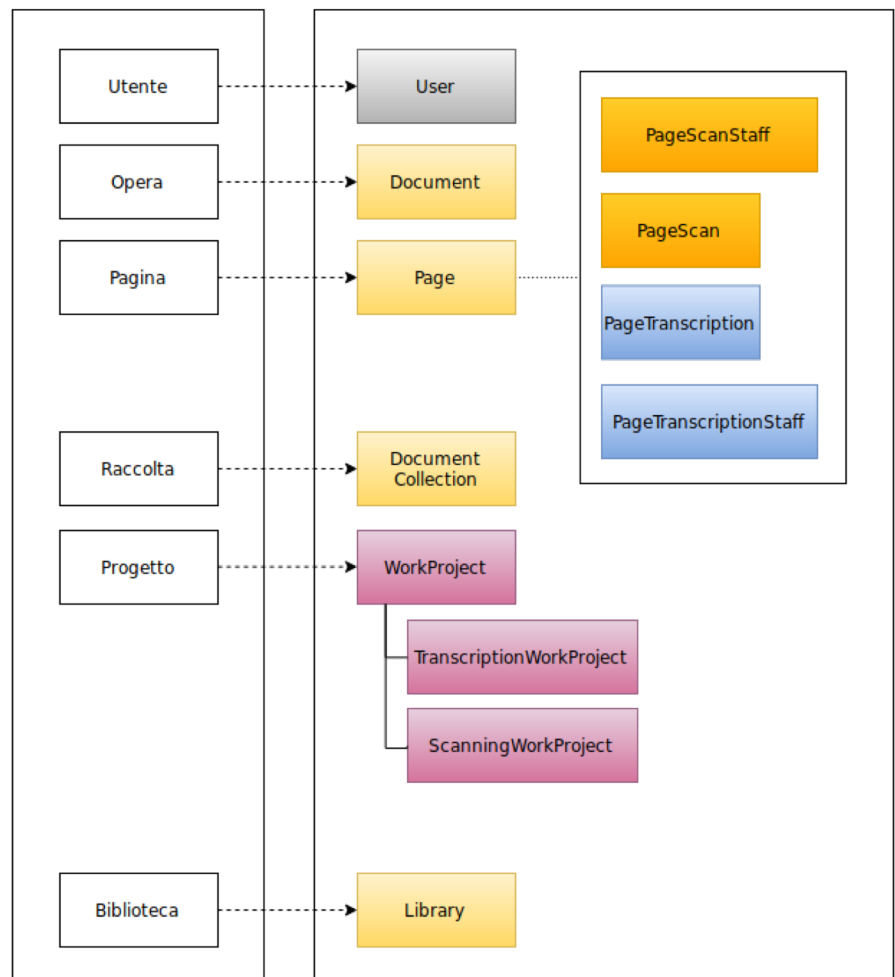 Utente
User
PageScanStaff
Opera
Document
PageScan
Pagina
Page
PageTranscription
PageTranscriptionStaff
Raccolta
Document
Collection
Progetto
WorkProject
TranscriptionWorkProject
ScanningWorkProject
Biblioteca
Library